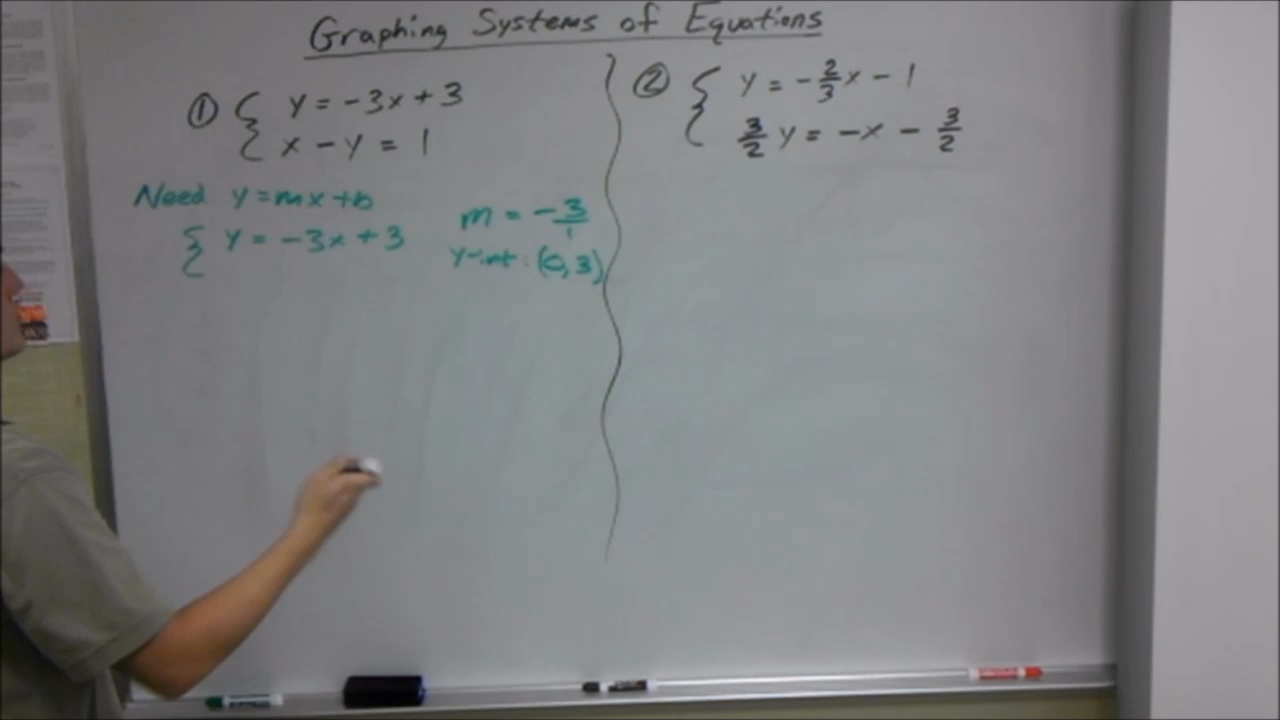 Graphing Systems of Equations
① { y = -3x + 3
x - y = 1
Need y = mx + b
{ y = -3x + 3
m = -3/1
y-int: (0, 3)
② { y = -2/3 x - 1
3/2 y = -x - 3/2